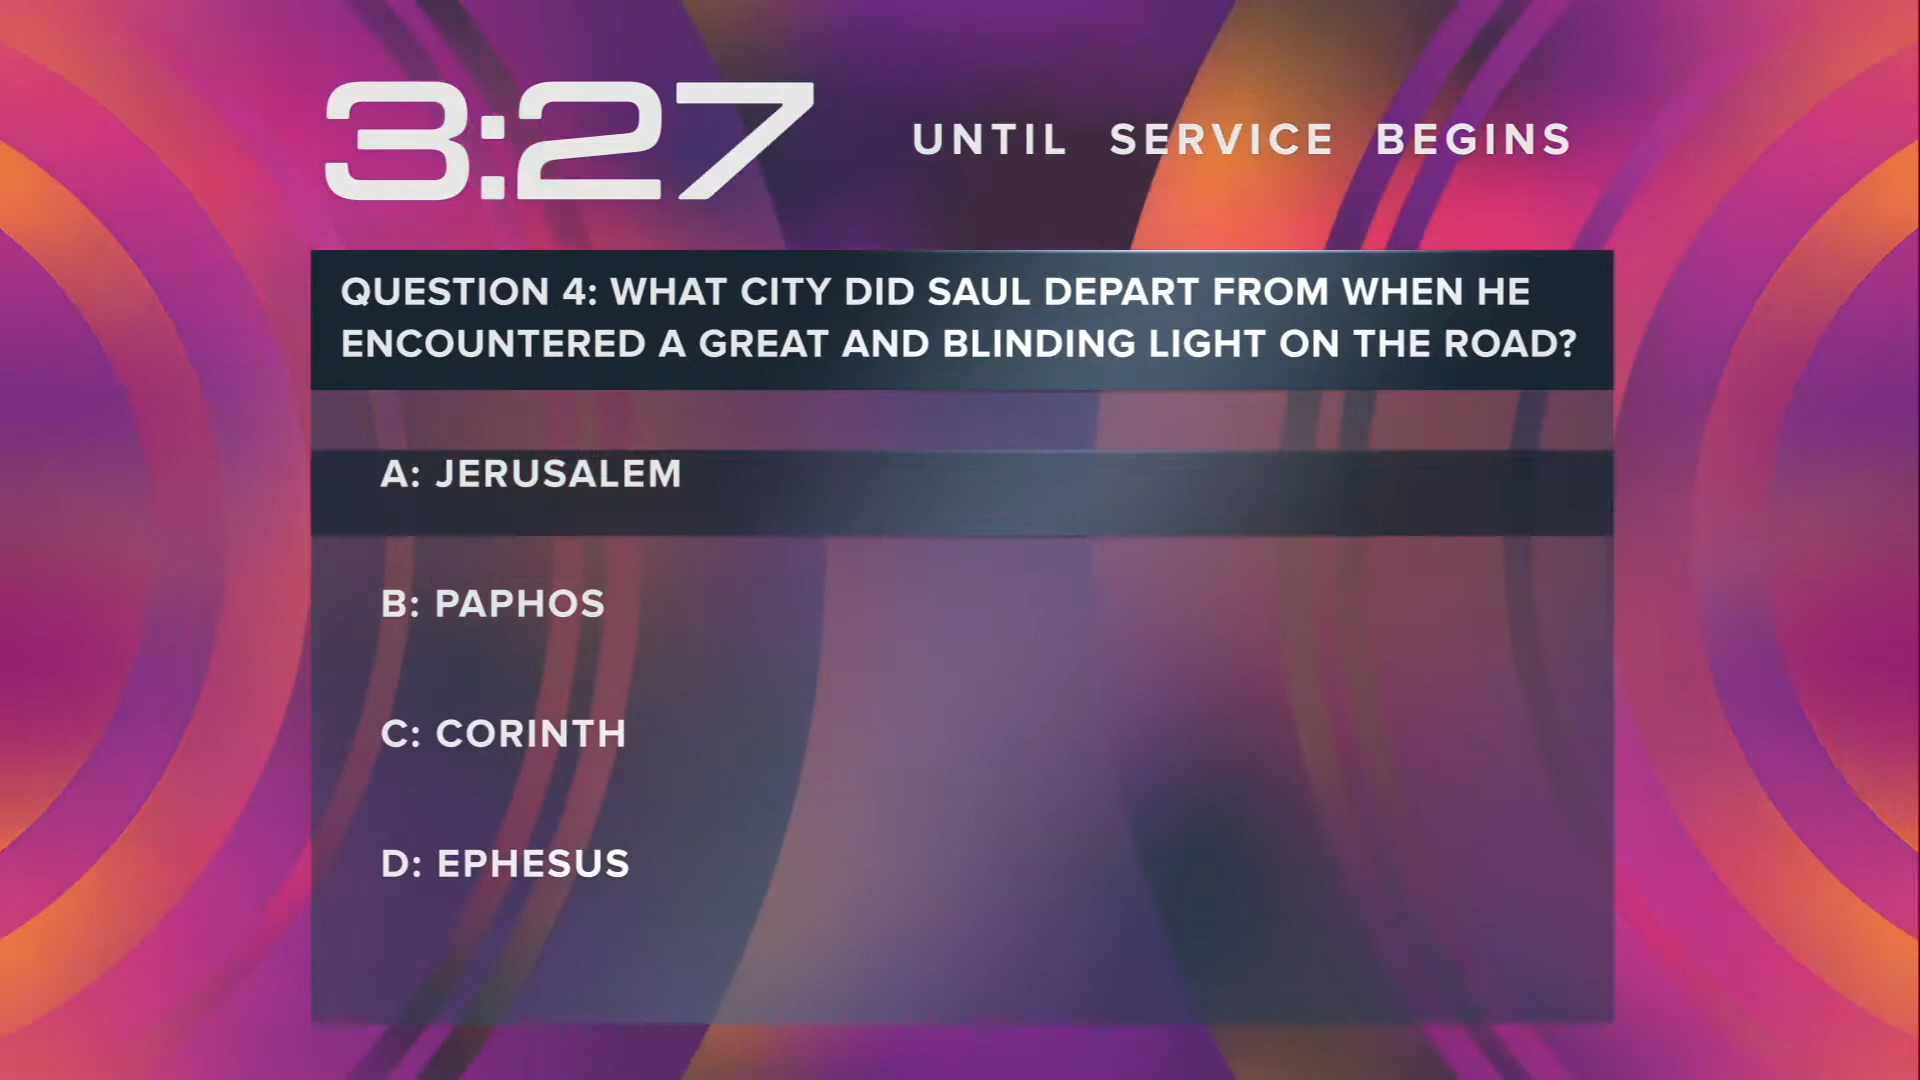 3:27 UNTIL SERVICE BEGINS
QUESTION 4: WHAT CITY DID SAUL DEPART FROM WHEN HE
ENCOUNTERED A GREAT AND BLINDING LIGHT ON THE ROAD?
A: JERUSALEM
B: PAPHOS
C: CORINTH
D: EPHESUS